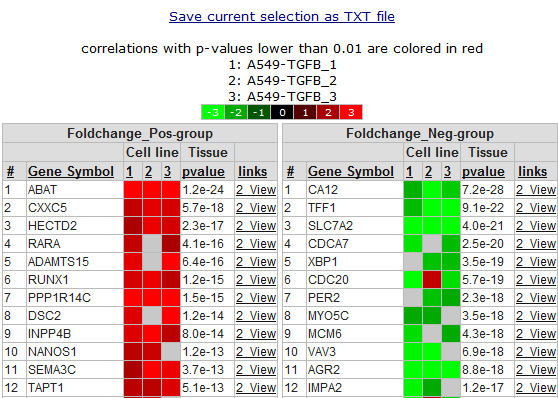 Save current selection as TXT file
correlations with p-values lower than 0.01 are colored in red
1: A549-TGFB_1
2: A549-TGFB_2
3: A549-TGFB_3
-3 -2 -1 0 1 2 3
Foldchange_Pos-group Foldchange_Neg-group
Cell line Tissue Cell line Tissue
# Gene Symbol 1 2 3 pvalue links # Gene Symbol 1 2 3 pvalue links
1 ABAT 1.2e-24 2 View 1 CA12 7.2e-28 2 View
2 CXXC5 5.7e-18 2 View 2 TFF1 9.1e-22 2 View
3 HECTD2 2.3e-17 2 View 3 SLC7A2 4.0e-21 2 View
4 RARA 4.1e-16 2 View 4 CDCA7 2.5e-20 2 View
5 ADAMTS15 6.4e-16 2 View 5 XBP1 3.5e-19 2 View
6 RUNX1 1.2e-15 2 View 6 CDC20 5.7e-19 2 View
7 PPP1R14C 1.5e-15 2 View 7 PER2 2.3e-18 2 View
8 DSC2 1.2e-14 2 View 8 MYO5C 3.5e-18 2 View
9 INPP4B 8.0e-14 2 View 9 MCM6 4.3e-18 2 View
10 NANOS1 1.2e-13 2 View 10 VAV3 6.9e-18 2 View
11 SEMA3C 3.7e-13 2 View 11 AGR2 8.8e-18 2 View
12 TAPT1 5.1e-13 2 View 12 IMPA2 1.2e-17 2 View